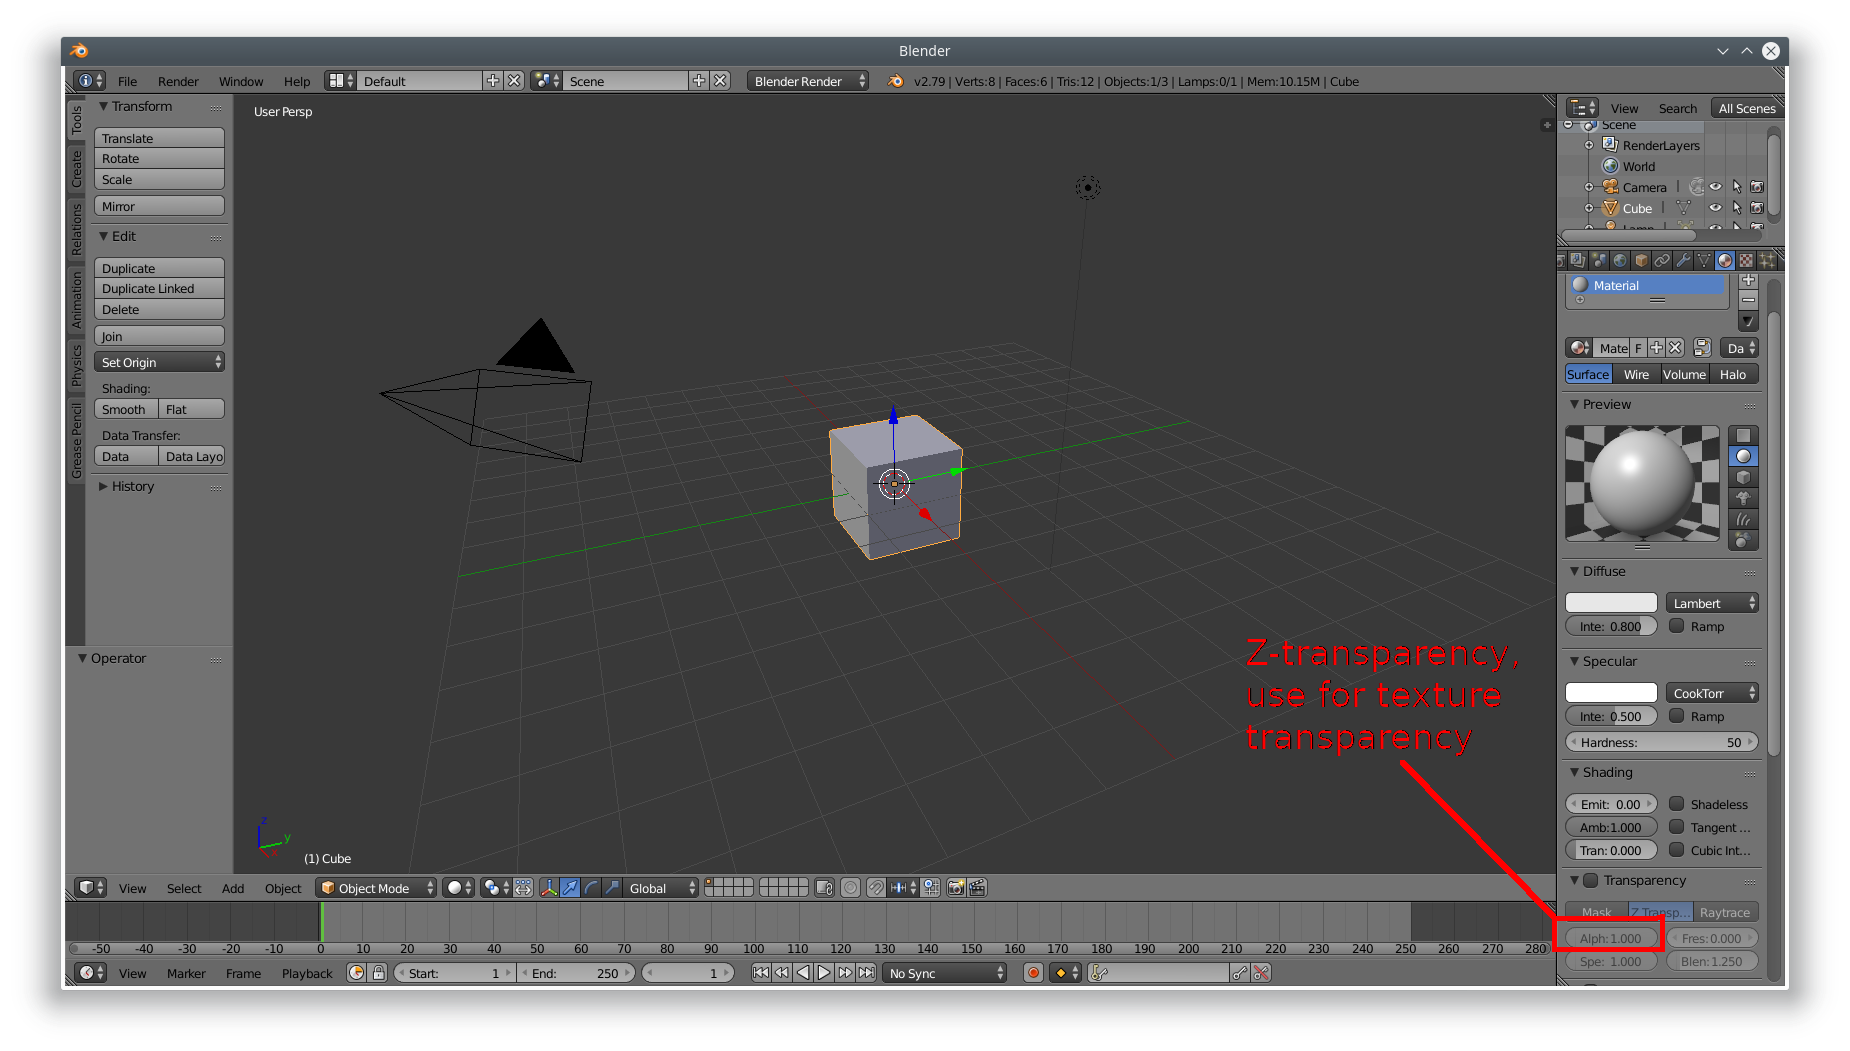 Blender
File Render Window Help Default Scene Blender Render v2.79 | Verts:8 | Faces:6 | Tris:12 | Objects:1/3 | Lamps:0/1 | Mem:10.15M | Cube
Tools
Create
Relations
Animation
Physics
Grease Pencil
Transform
Translate
Rotate
Scale
Mirror
Edit
Duplicate
Duplicate Linked
Delete
Join
Set Origin
Shading:
Smooth Flat
Data Transfer:
Data Data Layo
History
Operator
User Persp
Z-transparency,
use for texture
transparency
z
y
(1) Cube
View Search All Scenes
Scene
RenderLayers
World
Camera
Cube
Lamp
Material
Mate F Da
Surface Wire Volume Halo
Preview
Diffuse
Lambert
Inte: 0.800 Ramp
Specular
CookTorr
Inte: 0.500 Ramp
Hardness: 50
Shading
Emit: 0.00 Shadeless
Amb:1.000 Tangent ...
Tran: 0.000 Cubic Int...
Transparency
Mask Z Transp... Raytrace
Alph:1.000 Fres:0.000
Spe: 1.000 Blen:1.250
View Select Add Object Object Mode Global
-50 -40 -30 -20 -10 0 10 20 30 40 50 60 70 80 90 100 110 120 130 140 150 160 170 180 190 200 210 220 230 240 250 260 270 280
View Marker Frame Playback Start: 1 End: 250 1 No Sync